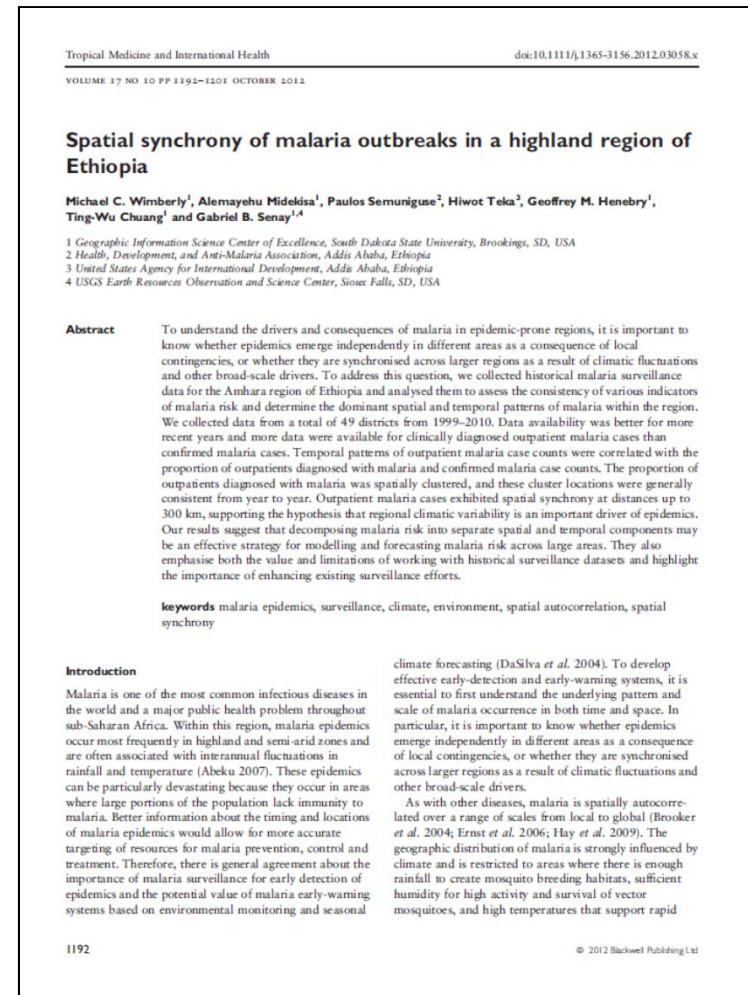 Tropical Medicine and International Health
doi:10.1111/j.1365-3156.2012.03058.x
VOLUME 17 NO 10 PP 1192–1201 OCTOBER 2012
Spatial synchrony of malaria outbreaks in a highland region of
Ethiopia
Michael C. Wimberly1, Alemayehu Midekisa1, Paulos Semuniguse2, Hiwot Teka3, Geoffrey M. Henebry1,
Ting-Wu Chuang1 and Gabriel B. Senay1,4
1 Geographic Information Science Center of Excellence, South Dakota State University, Brookings, SD, USA
2 Health, Development, and Anti-Malaria Association, Addis Ababa, Ethiopia
3 United States Agency for International Development, Addis Ababa, Ethiopia
4 USGS Earth Resources Observation and Science Center, Sioux Falls, SD, USA
Abstract
To understand the drivers and consequences of malaria in epidemic-prone regions, it is important to
know whether epidemics emerge independently in different areas as a consequence of local
contingencies, or whether they are synchronised across larger regions as a result of climatic fluctuations
and other broad-scale drivers. To address this question, we collected historical malaria surveillance
data for the Amhara region of Ethiopia and analysed them to assess the consistency of various indicators
of malaria risk and determine the dominant spatial and temporal patterns of malaria within the region.
We collected data from a total of 49 districts from 1999–2010. Data availability was better for more
recent years and more data were available for clinically diagnosed outpatient malaria cases than
confirmed malaria cases. Temporal patterns of outpatient malaria case counts were correlated with the
proportion of outpatients diagnosed with malaria and confirmed malaria case counts. The proportion of
outpatients diagnosed with malaria was spatially clustered, and these cluster locations were generally
consistent from year to year. Outpatient malaria cases exhibited spatial synchrony at distances up to
300 km, supporting the hypothesis that regional climatic variability is an important driver of epidemics.
Our results suggest that decomposing malaria risk into separate spatial and temporal components may
be an effective strategy for modelling and forecasting malaria risk across large areas. They also
emphasise both the value and limitations of working with historical surveillance datasets and highlight
the importance of enhancing existing surveillance efforts.
keywords malaria epidemics, surveillance, climate, environment, spatial autocorrelation, spatial
synchrony
Introduction
Malaria is one of the most common infectious diseases in
the world and a major public health problem throughout
sub-Saharan Africa. Within this region, malaria epidemics
occur most frequently in highland and semi-arid zones and
are often associated with interannual fluctuations in
rainfall and temperature (Abeku 2007). These epidemics
can be particularly devastating because they occur in areas
where large portions of the population lack immunity to
malaria. Better information about the timing and locations
of malaria epidemics would allow for more accurate
targeting of resources for malaria prevention, control and
treatment. Therefore, there is general agreement about the
importance of malaria surveillance for early detection of
epidemics and the potential value of malaria early-warning
systems based on environmental monitoring and seasonal
climate forecasting (DaSilva et al. 2004). To develop
effective early-detection and early-warning systems, it is
essential to first understand the underlying pattern and
scale of malaria occurrence in both time and space. In
particular, it is important to know whether epidemics
emerge independently in different areas as a consequence
of local contingencies, or whether they are synchronised
across larger regions as a result of climatic fluctuations and
other broad-scale drivers.
As with other diseases, malaria is spatially autocorre-
lated over a range of scales from local to global (Brooker
et al. 2004; Ernst et al. 2006; Hay et al. 2009). The
geographic distribution of malaria is strongly influenced by
climate and is restricted to areas where there is enough
rainfall to create mosquito breeding habitats, sufficient
humidity for high activity and survival of vector
mosquitoes, and high temperatures that support rapid
1192
© 2012 Blackwell Publishing Ltd